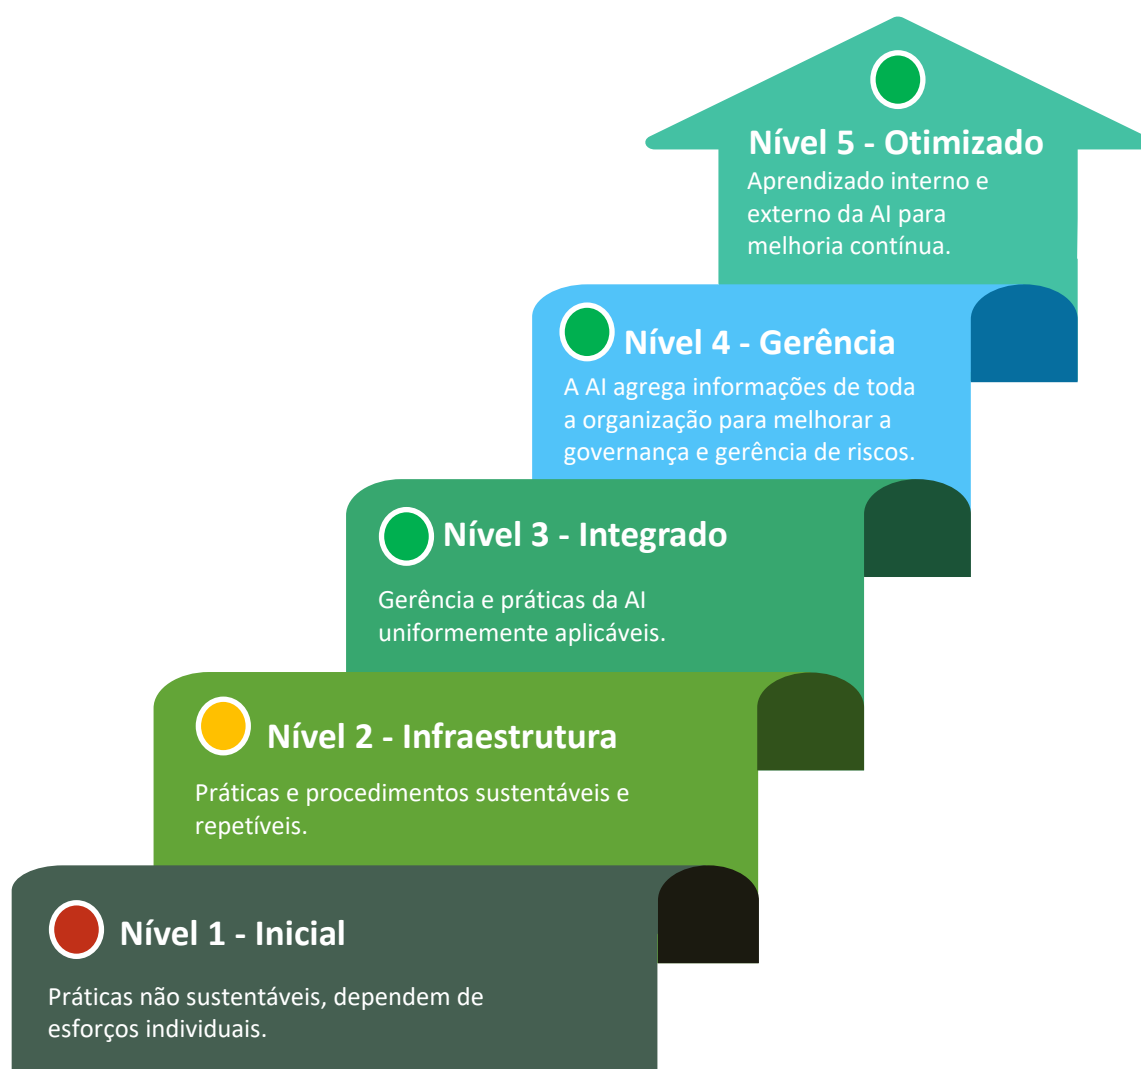 Nível 5 - Otimizado
Aprendizado interno e
externo da AI para
melhoria contínua.
Nível 4 - Gerência
A AI agrega informações de toda
a organização para melhorar a
governança e gerência de riscos.
Nível 3 - Integrado
Gerência e práticas da AI
uniformemente aplicáveis.
Nível 2 - Infraestrutura
Práticas e procedimentos sustentáveis e
repetíveis.
Nível 1 - Inicial
Práticas não sustentáveis, dependem de
esforços individuais.